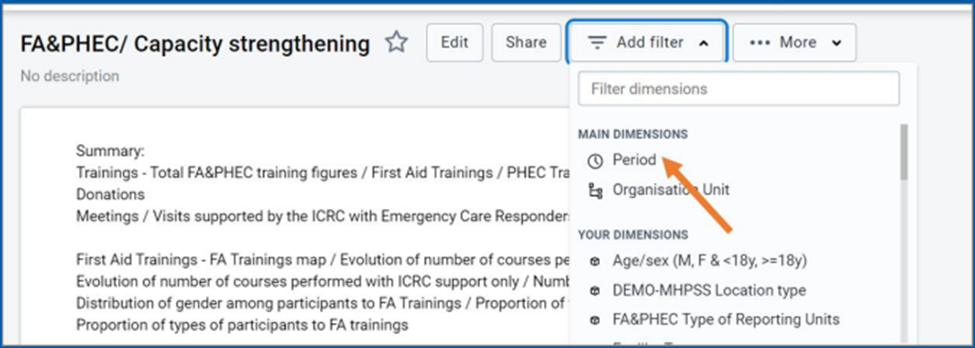 FA&PHEC/ Capacity strengthening
Edit
Share
Add filter
More
No description
Filter dimensions
MAIN DIMENSIONS
Period
Organisation Unit
YOUR DIMENSIONS
Age/sex (M, F & <18y, >=18y)
DEMO-MHPSS Location type
FA&PHEC Type of Reporting Units
Summary:
Trainings - Total FA&PHEC training figures / First Aid Trainings / PHEC Tra
Donations
Meetings / Visits supported by the ICRC with Emergency Care Responder
First Aid Trainings - FA Trainings map / Evolution of number of courses pe
Evolution of number of courses performed with ICRC support only / Numb
Distribution of gender among participants to FA Trainings / Proportion of
Proportion of types of participants to FA trainings